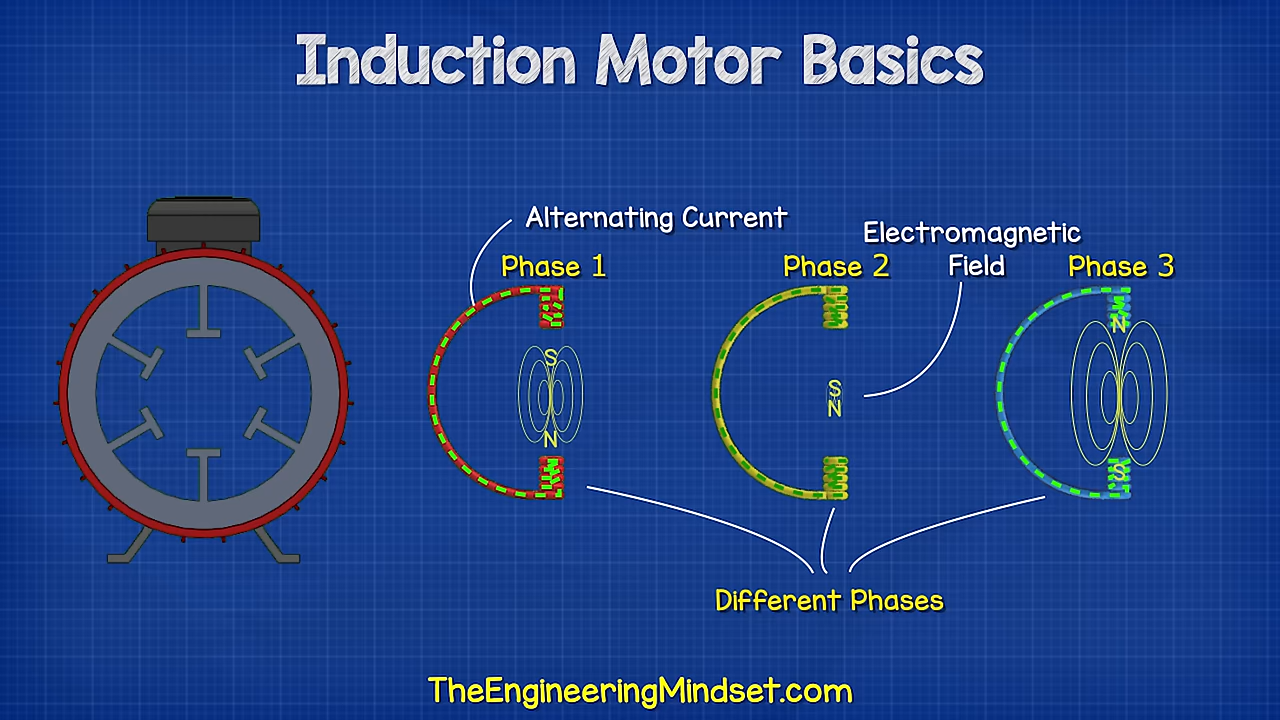 Induction Motor Basics
Alternating Current
Electromagnetic
Field
Phase 1
Phase 2
Phase 3
S
N
S
N
N
S
Different Phases
TheEngineeringMindset.com